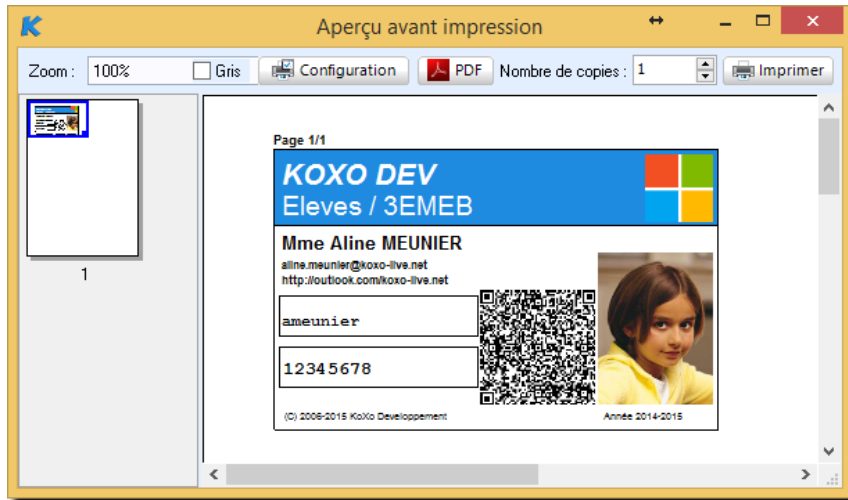 Aperçu avant impression
Zoom : 100% Gris Configuration PDF Nombre de copies : 1 Imprimer
1
Page 1/1
KOXO DEV
Eleves / 3EMEB
Mme Aline MEUNIER
aline.meunier@koxo-live.net
http://outlook.com/koxo-live.net
ameunier
12345678
(C) 2006-2015 KoXo Developpement Année 2014-2015